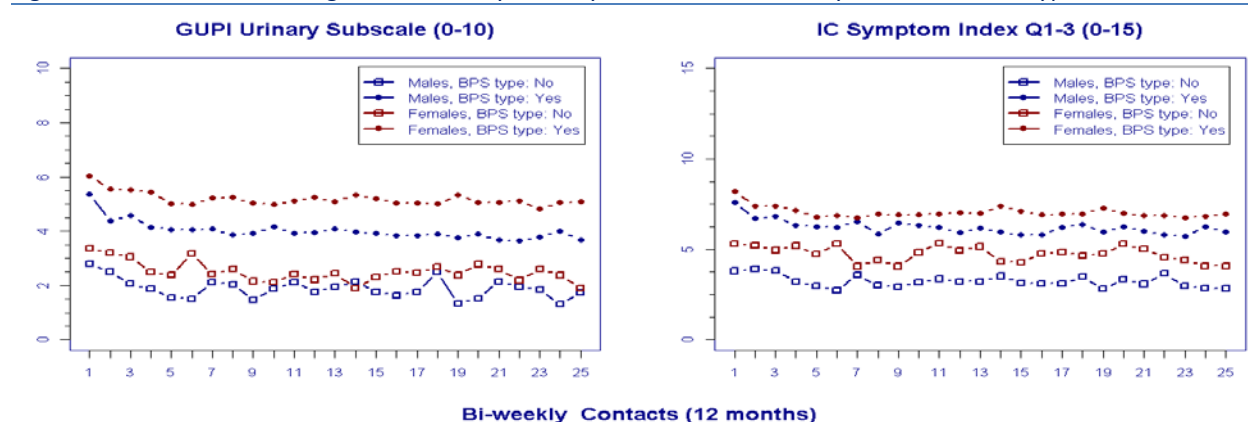 GUPI Urinary Subscale (0-10)
10
8
6
4
2
0
Males, BPS type: No
Males, BPS type: Yes
Females, BPS type: No
Females, BPS type: Yes
1 3 5 7 9 11 13 15 17 19 21 23 25
IC Symptom Index Q1-3 (0-15)
15
10
5
0
Males, BPS type: No
Males, BPS type: Yes
Females, BPS type: No
Females, BPS type: Yes
1 3 5 7 9 11 13 15 17 19 21 23 25
Bi-weekly Contacts (12 months)